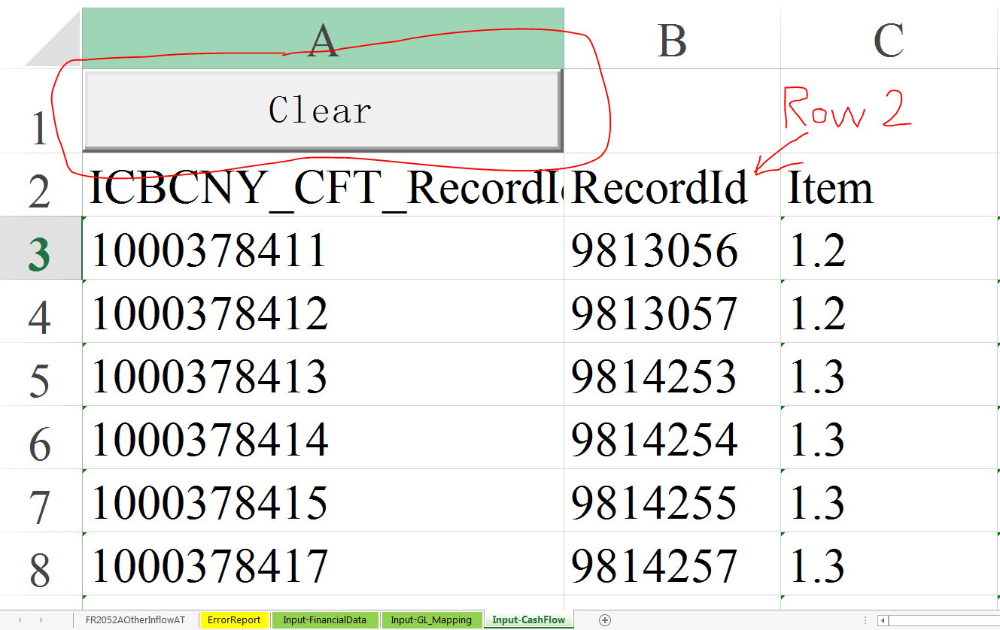 A B C
1 Clear Row 2
2 ICBCNY_CFT_RecordId RecordId Item
3 1000378411 9813056 1.2
4 1000378412 9813057 1.2
5 1000378413 9814253 1.3
6 1000378414 9814254 1.3
7 1000378415 9814255 1.3
8 1000378417 9814257 1.3
FR2052AOtherInflowAT ErrorReport Input-FinancialData Input-GL_Mapping Input-CashFlow